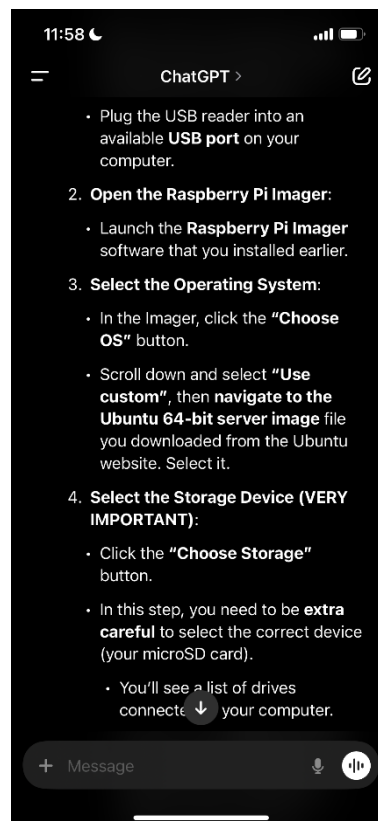 11:58
ChatGPT >
• Plug the USB reader into an
available USB port on your
computer.
2. Open the Raspberry Pi Imager:
• Launch the Raspberry Pi Imager
software that you installed earlier.
3. Select the Operating System:
• In the Imager, click the “Choose
OS” button.
• Scroll down and select “Use
custom”, then navigate to the
Ubuntu 64-bit server image file
you downloaded from the Ubuntu
website. Select it.
4. Select the Storage Device (VERY
IMPORTANT):
• Click the “Choose Storage”
button.
• In this step, you need to be extra
careful to select the correct device
(your microSD card).
• You’ll see a list of drives
your computer.
Message